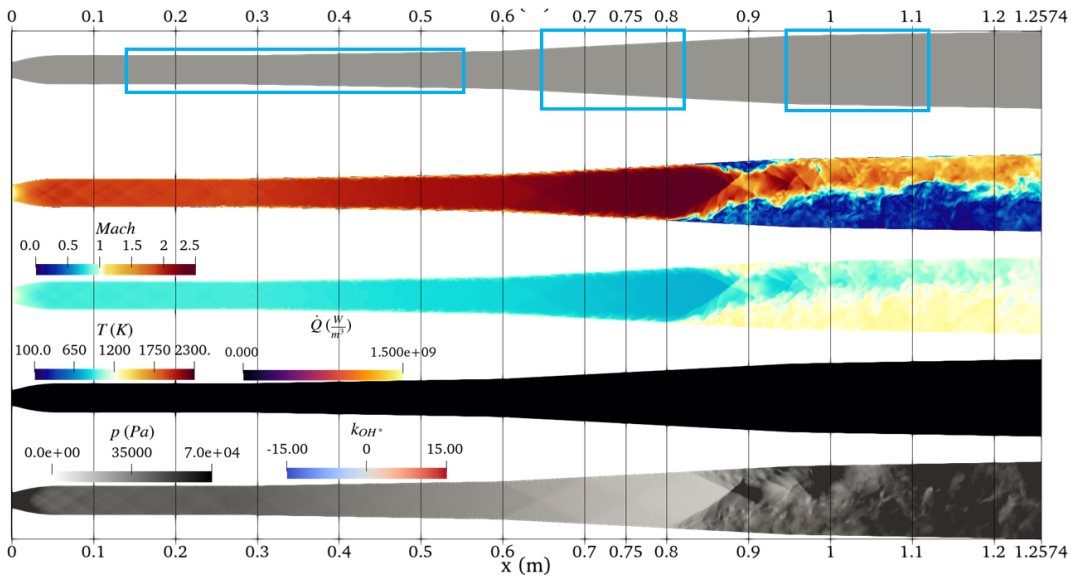 0 0.1 0.2 0.3 0.4 0.5 0.6 0.7 0.75 0.8 0.9 1 1.1 1.2 1.2574
Mach
0.0 0.5 1 1.5 2 2.5
T (K)
100.0 650 1200 1750 2300.
Q̇ (W/m³)
0.000 1.500e+09
p (Pa)
0.0e+00 35000 7.0e+04
k_OH*
-15.00 0 15.00
0 0.1 0.2 0.3 0.4 0.5 0.6 0.7 0.75 0.8 0.9 1 1.1 1.2 1.2574
x (m)